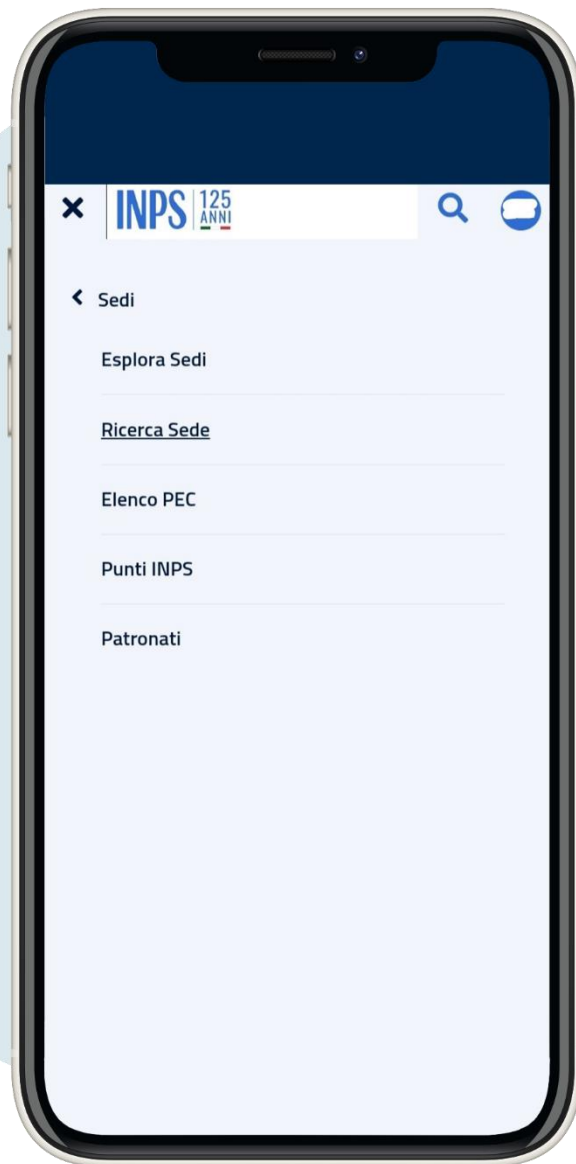 INPS 125
ANNI
Sedi
Esplora Sedi
Ricerca Sede
Elenco PEC
Punti INPS
Patronati